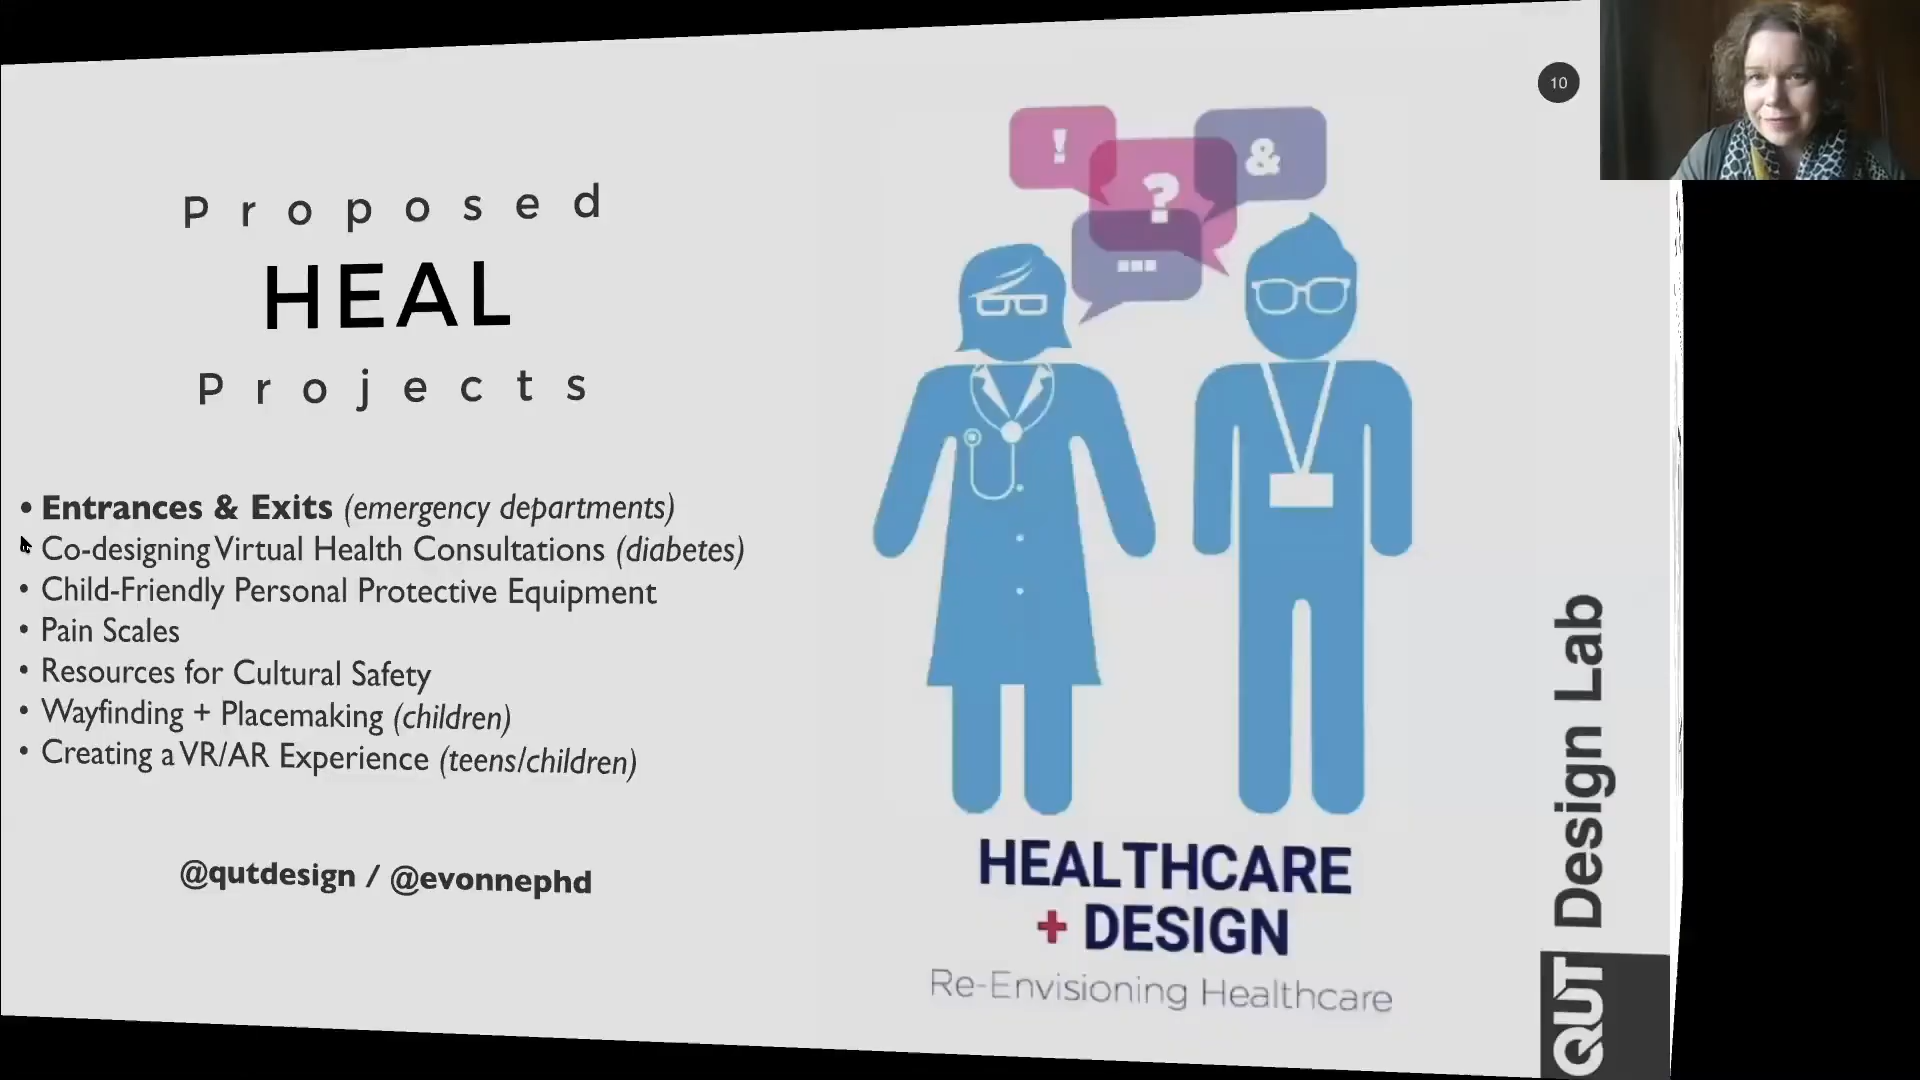 10
Proposed
HEAL
Projects
• Entrances & Exits (emergency departments)
• Co-designing Virtual Health Consultations (diabetes)
• Child-Friendly Personal Protective Equipment
• Pain Scales
• Resources for Cultural Safety
• Wayfinding + Placemaking (children)
• Creating a VR/AR Experience (teens/children)
@qutdesign / @evonnephd
!
?
&
...
HEALTHCARE
+ DESIGN
Re-Envisioning Healthcare
QUT Design Lab